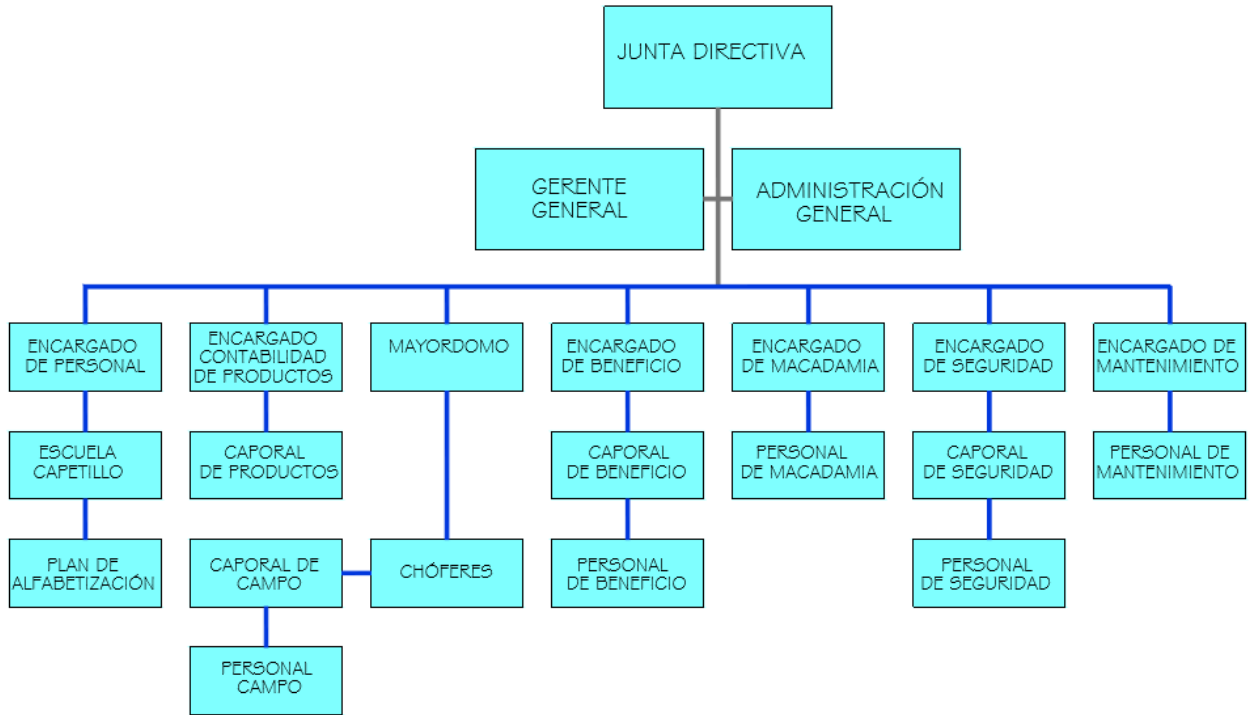 JUNTA DIRECTIVA
GERENTE
GENERAL
ADMINISTRACIÓN
GENERAL
ENCARGADO
DE PERSONAL
ENCARGADO
CONTABILIDAD
DE PRODUCTOS
MAYORDOMO
ENCARGADO
DE BENEFICIO
ENCARGADO
DE MACADAMIA
ENCARGADO
DE SEGURIDAD
ENCARGADO DE
MANTENIMIENTO
ESCUELA
CAPETILLO
CAPORAL
DE PRODUCTOS
CAPORAL
DE BENEFICIO
PERSONAL
DE MACADAMIA
CAPORAL
DE SEGURIDAD
PERSONAL DE
MANTENIMIENTO
PLAN DE
ALFABETIZACIÓN
CAPORAL DE
CAMPO
CHÓFERES
PERSONAL
DE BENEFICIO
PERSONAL
DE SEGURIDAD
PERSONAL
CAMPO